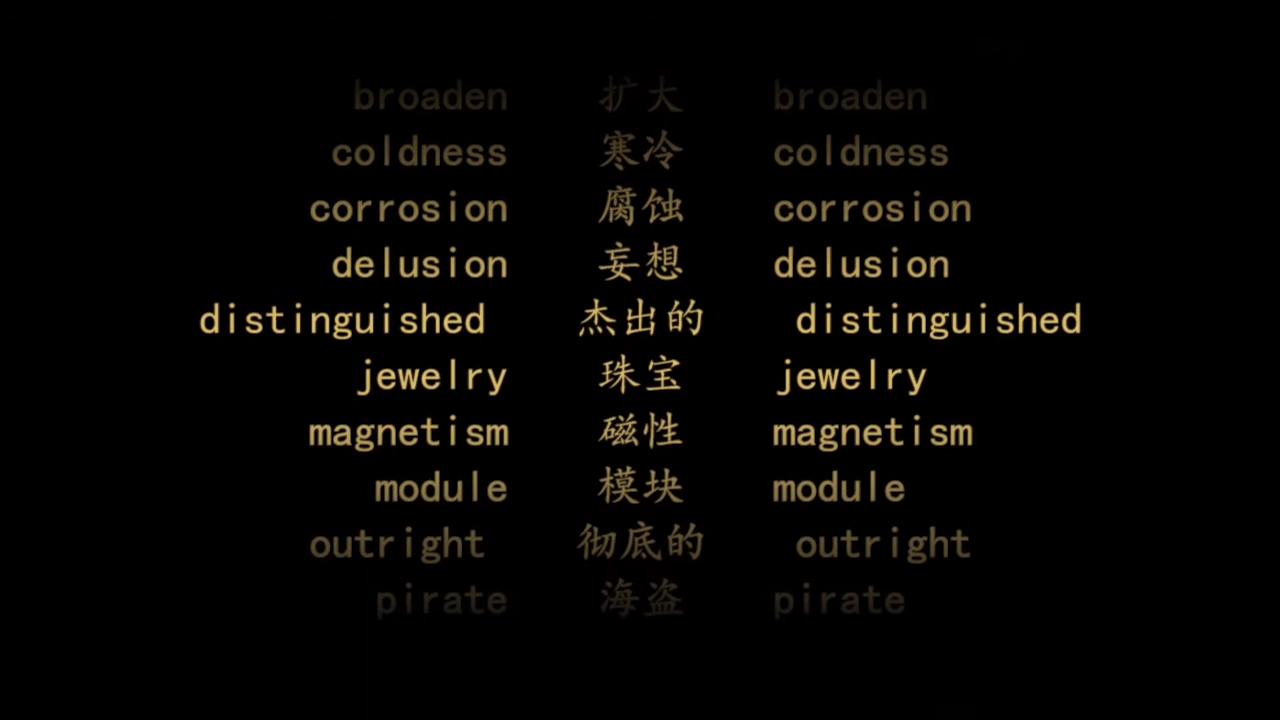 broaden 扩大 broaden
coldness 寒冷 coldness
corrosion 腐蚀 corrosion
delusion 妄想 delusion
distinguished 杰出的 distinguished
jewelry 珠宝 jewelry
magnetism 磁性 magnetism
module 模块 module
outright 彻底的 outright
pirate 海盗 pirate